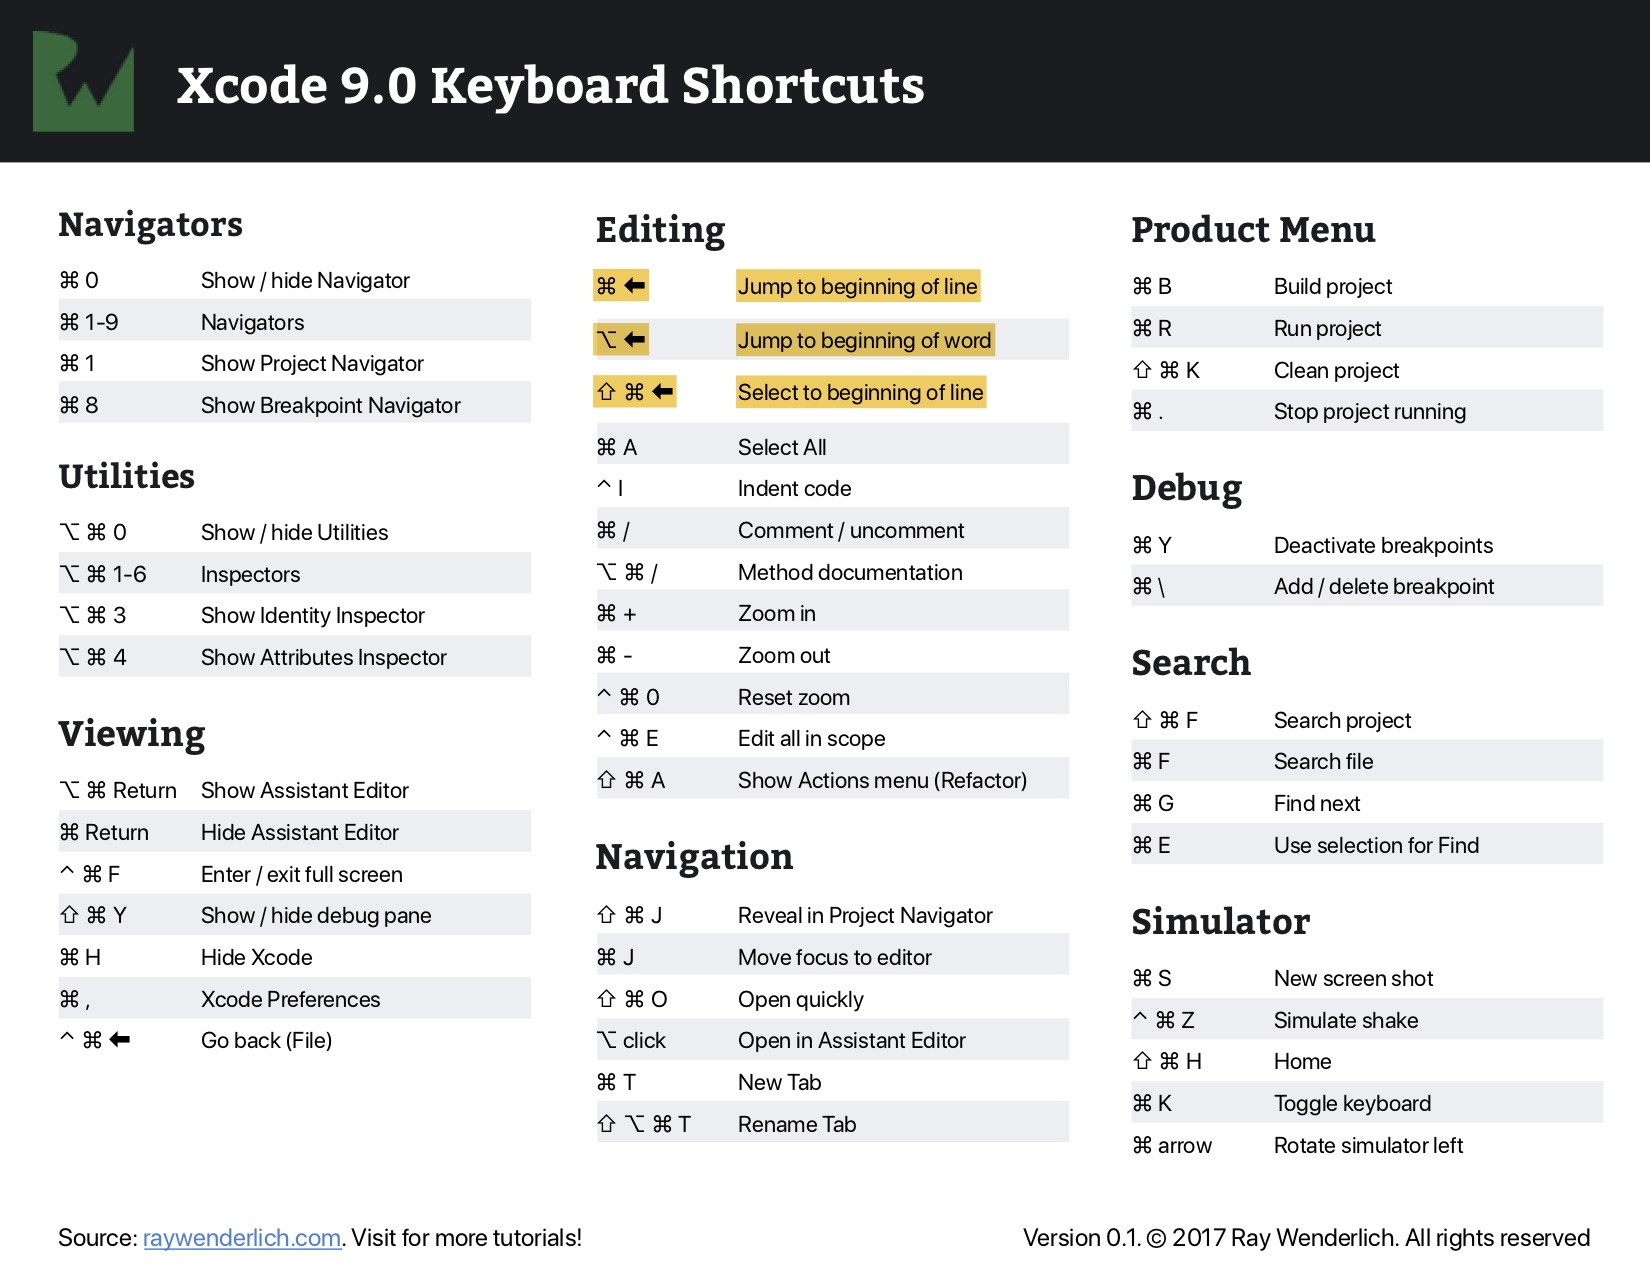 RW
Xcode 9.0 Keyboard Shortcuts
Navigators
⌘ 0 Show / hide Navigator
⌘ 1-9 Navigators
⌘ 1 Show Project Navigator
⌘ 8 Show Breakpoint Navigator
Utilities
⌥ ⌘ 0 Show / hide Utilities
⌥ ⌘ 1-6 Inspectors
⌥ ⌘ 3 Show Identity Inspector
⌥ ⌘ 4 Show Attributes Inspector
Viewing
⌥ ⌘ Return Show Assistant Editor
⌘ Return Hide Assistant Editor
^ ⌘ F Enter / exit full screen
⇧ ⌘ Y Show / hide debug pane
⌘ H Hide Xcode
⌘ , Xcode Preferences
^ ⌘ ⬅ Go back (File)
Editing
⌘ ⬅ Jump to beginning of line
⌥ ⬅ Jump to beginning of word
⇧ ⌘ ⬅ Select to beginning of line
⌘ A Select All
^ I Indent code
⌘ / Comment / uncomment
⌥ ⌘ / Method documentation
⌘ + Zoom in
⌘ - Zoom out
^ ⌘ 0 Reset zoom
^ ⌘ E Edit all in scope
⇧ ⌘ A Show Actions menu (Refactor)
Navigation
⇧ ⌘ J Reveal in Project Navigator
⌘ J Move focus to editor
⇧ ⌘ O Open quickly
⌥ click Open in Assistant Editor
⌘ T New Tab
⇧ ⌥ ⌘ T Rename Tab
Product Menu
⌘ B Build project
⌘ R Run project
⇧ ⌘ K Clean project
⌘ . Stop project running
Debug
⌘ Y Deactivate breakpoints
⌘ \ Add / delete breakpoint
Search
⇧ ⌘ F Search project
⌘ F Search file
⌘ G Find next
⌘ E Use selection for Find
Simulator
⌘ S New screen shot
^ ⌘ Z Simulate shake
⇧ ⌘ H Home
⌘ K Toggle keyboard
⌘ arrow Rotate simulator left
Source: raywenderlich.com. Visit for more tutorials!
Version 0.1. © 2017 Ray Wenderlich. All rights reserved